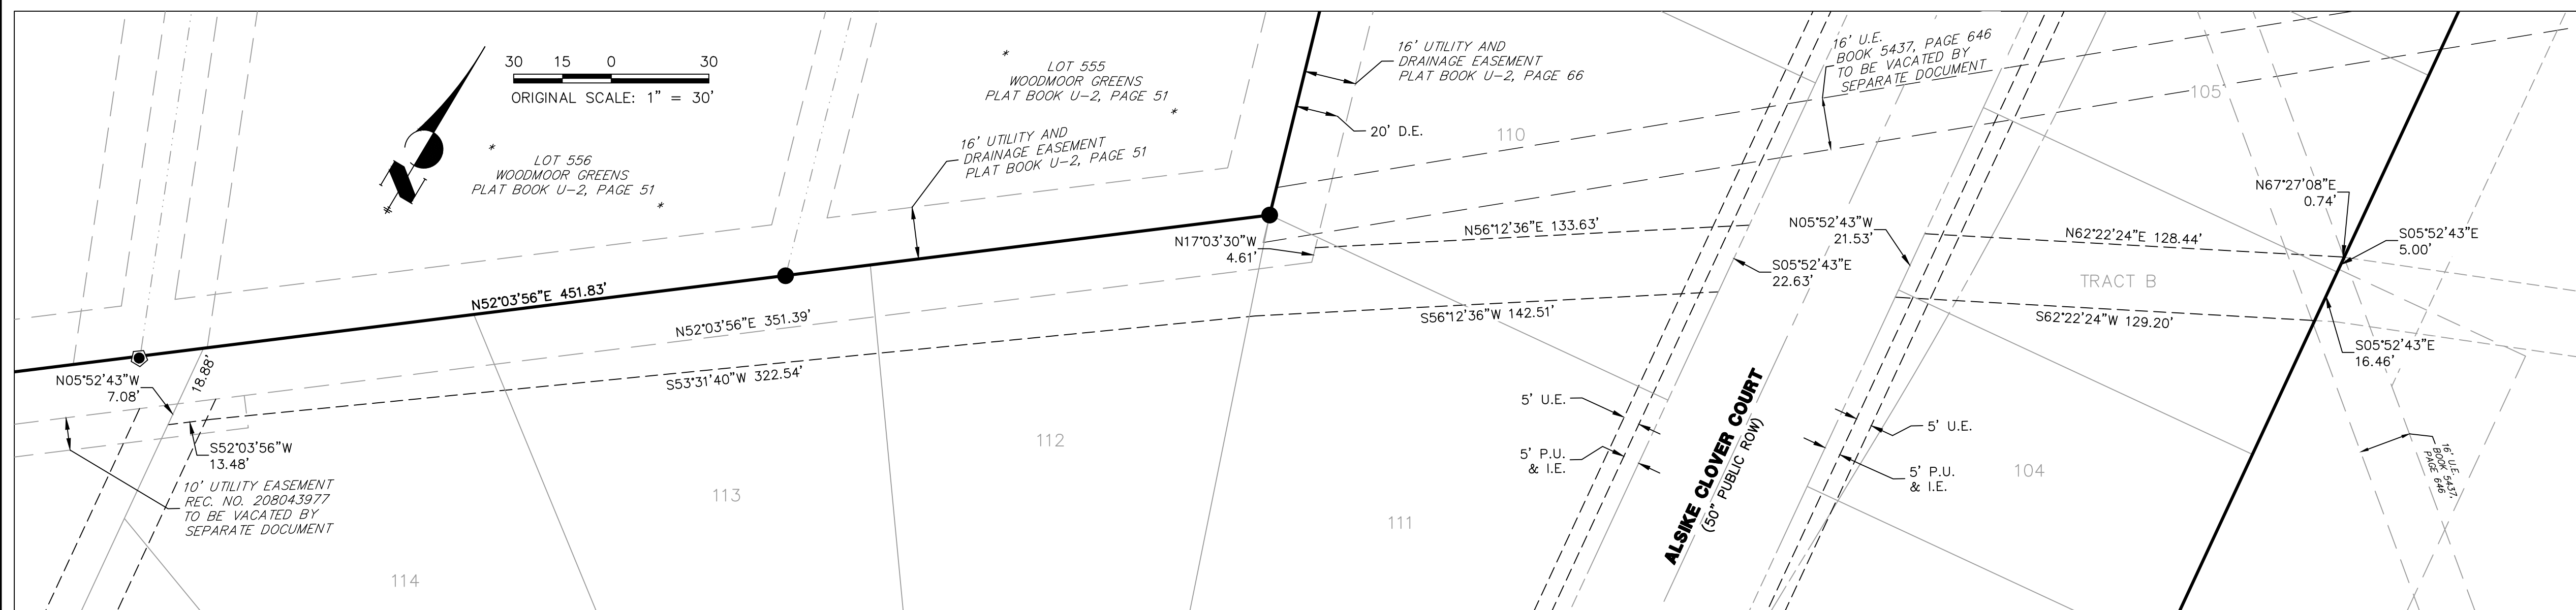 30 15 0 30
ORIGINAL SCALE: 1" = 30'
N
LOT 556
WOODMOOR GREENS
PLAT BOOK U-2, PAGE 51
LOT 555
WOODMOOR GREENS
PLAT BOOK U-2, PAGE 51
16' UTILITY AND
DRAINAGE EASEMENT
PLAT BOOK U-2, PAGE 51
16' UTILITY AND
DRAINAGE EASEMENT
PLAT BOOK U-2, PAGE 66
20' D.E.
110
16' U.E.
BOOK 5437, PAGE 646
TO BE VACATED BY
SEPARATE DOCUMENT
105
N67°27'08"E
0.74'
S05°52'43"E
5.00'
N05°52'43"W
21.53'
N62°22'24"E 128.44'
TRACT B
S62°22'24"W 129.20'
S05°52'43"E
16.46'
N17°03'30"W
4.61'
N56°12'36"E 133.63'
S05°52'43"E
22.63'
S56°12'36"W 142.51'
N52°03'56"E 451.83'
N52°03'56"E 351.39'
S53°31'40"W 322.54'
18.88'
N05°52'43"W
7.08'
S52°03'56"W
13.48'
10' UTILITY EASEMENT
REC. NO. 208043977
TO BE VACATED BY
SEPARATE DOCUMENT
114
113
112
111
5' U.E.
5' P.U.
& I.E.
ALSIKE CLOVER COURT
(50" PUBLIC ROW)
5' U.E.
5' P.U.
& I.E.
104
16' U.E.
BOOK 5437,
PAGE 646